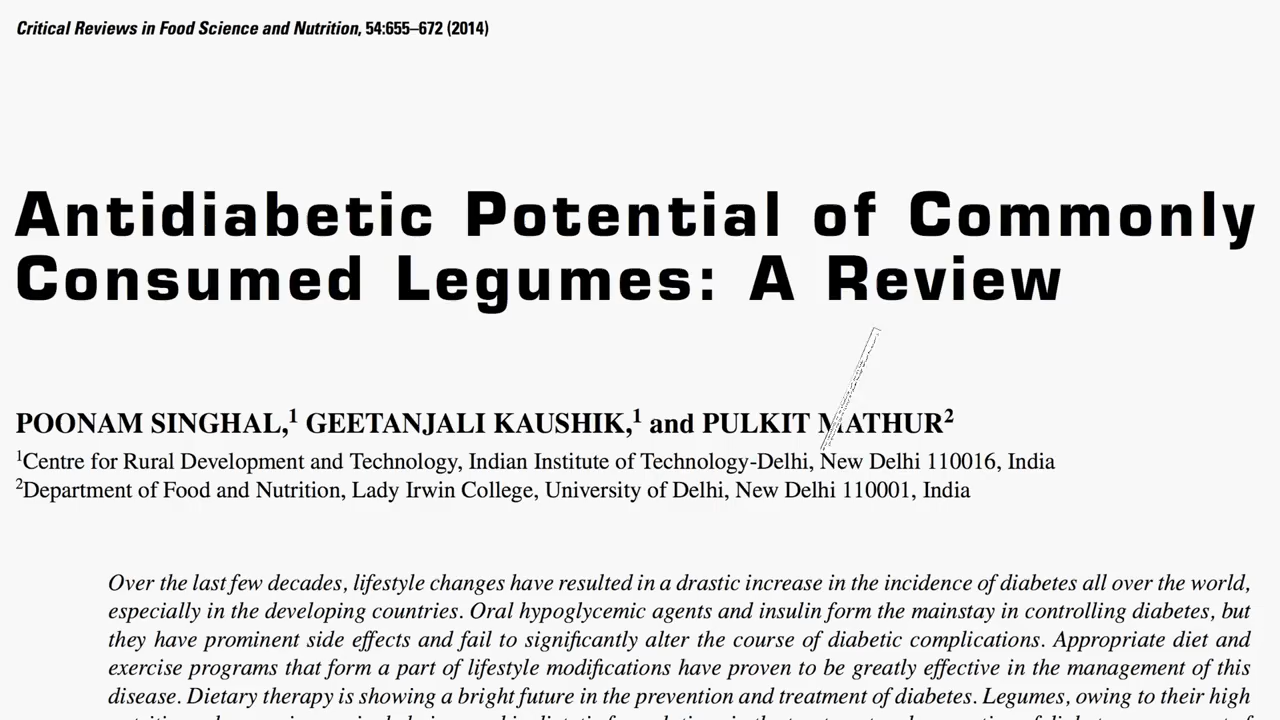 Critical Reviews in Food Science and Nutrition, 54:655–672 (2014)
Antidiabetic Potential of Commonly
Consumed Legumes: A Review
POONAM SINGHAL,1 GEETANJALI KAUSHIK,1 and PULKIT MATHUR2
1Centre for Rural Development and Technology, Indian Institute of Technology-Delhi, New Delhi 110016, India
2Department of Food and Nutrition, Lady Irwin College, University of Delhi, New Delhi 110001, India
Over the last few decades, lifestyle changes have resulted in a drastic increase in the incidence of diabetes all over the world,
especially in the developing countries. Oral hypoglycemic agents and insulin form the mainstay in controlling diabetes, but
they have prominent side effects and fail to significantly alter the course of diabetic complications. Appropriate diet and
exercise programs that form a part of lifestyle modifications have proven to be greatly effective in the management of this
disease. Dietary therapy is showing a bright future in the prevention and treatment of diabetes. Legumes, owing to their high